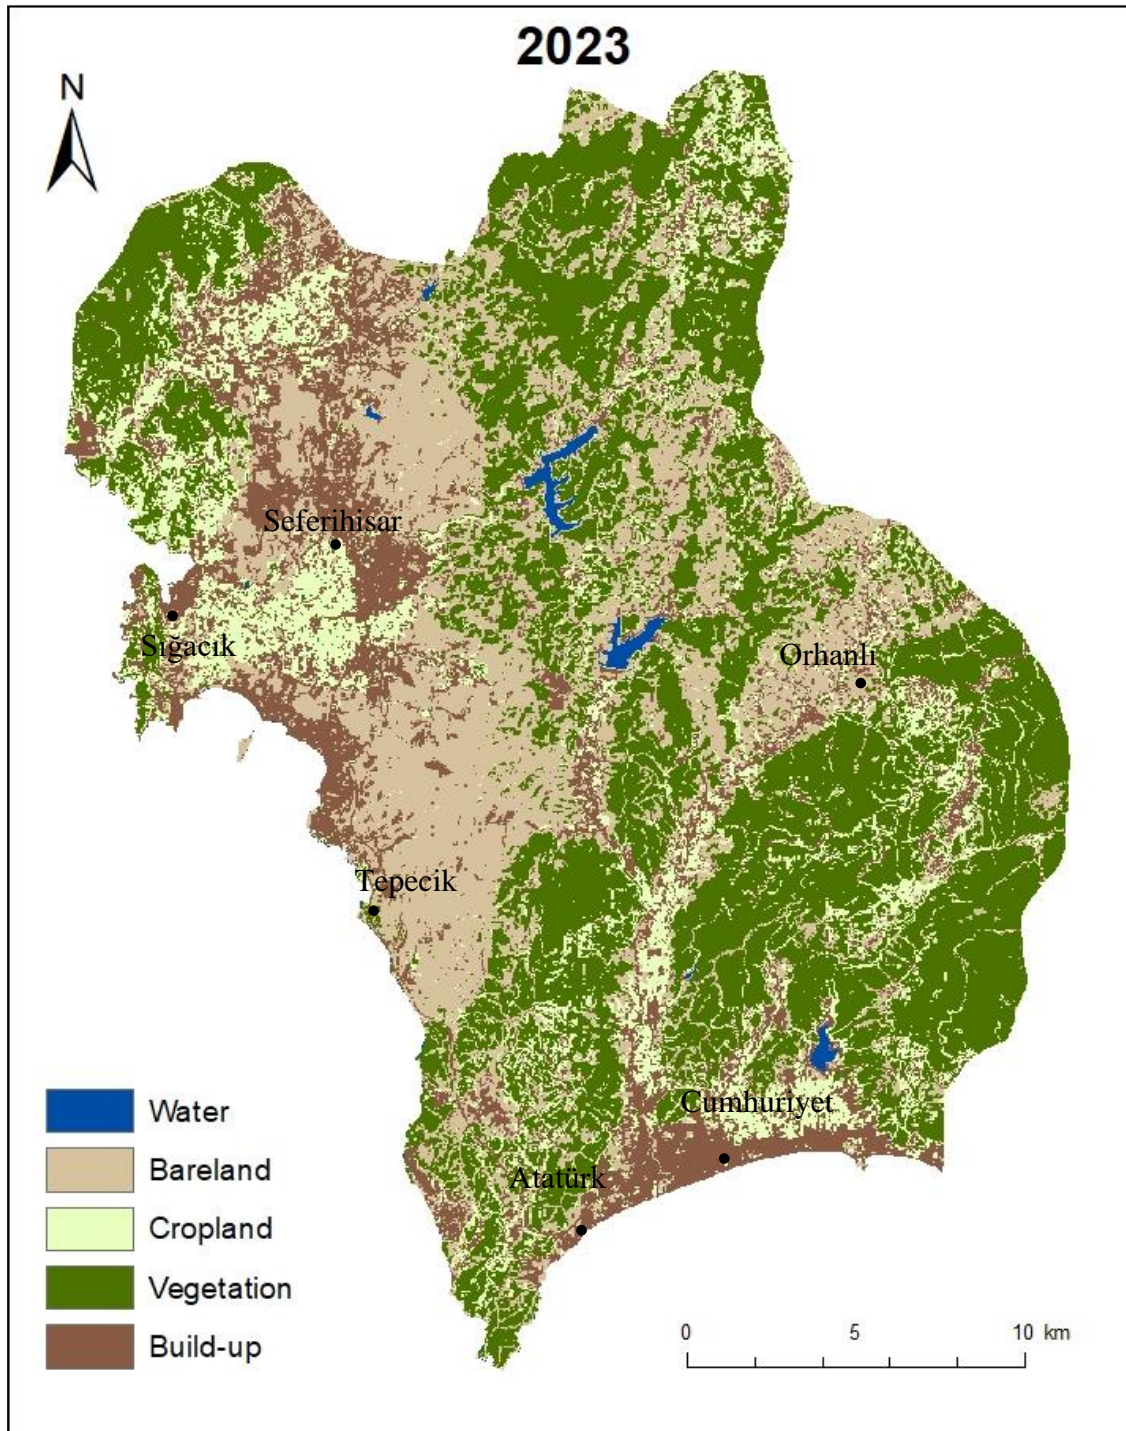 2023
N
Seferihisar
Sığacık
Orhanlı
Tepecik
Cumhuriyet
Atatürk
Water
Bareland
Cropland
Vegetation
Build-up
0 5 10 km